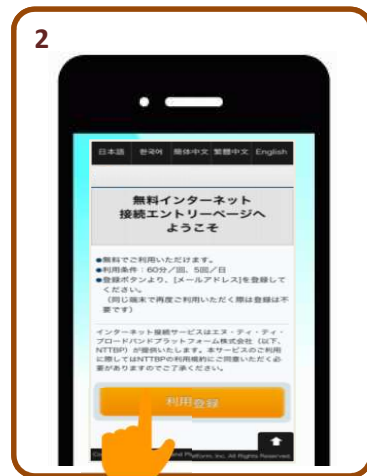 2
日本語 한국어 簡体中文 繁體中文 English
無料インターネット
接続エントリーページへ
ようこそ
●無料でご利用いただけます。
●利用条件：60分／回、5回／日
●登録ボタンより、[メールアドレス]を登録して
ください。
（同じ端末で再度ご利用いただく際は登録は不
要です）
インターネット接続サービスはエヌ・ティ・ティ・
ブロードバンドプラットフォーム株式会社（以下、
NTTBP）が提供いたします。本サービスのご利用
に際してはNTTBPの利用規約にご同意いただく必
要がありますのでご了承ください。
利用登録
Platform, Inc. All Rights Reserved.